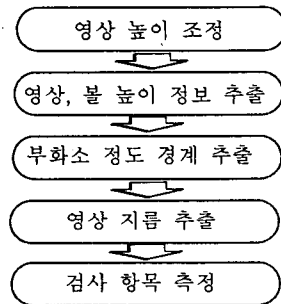 영상 높이 조정
영상, 볼 높이 정보 추출
부화소 정도 경계 추출
영상 지름 추출
검사 항목 측정